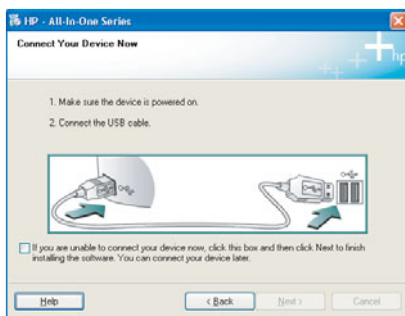 HP - All-In-One Series
Connect Your Device Now
hp
1. Make sure the device is powered on.
2. Connect the USB cable.
If you are unable to connect your device now, click this box and then click Next to finish
installing the software. You can connect your device later.
Help
< Back
Next >
Cancel